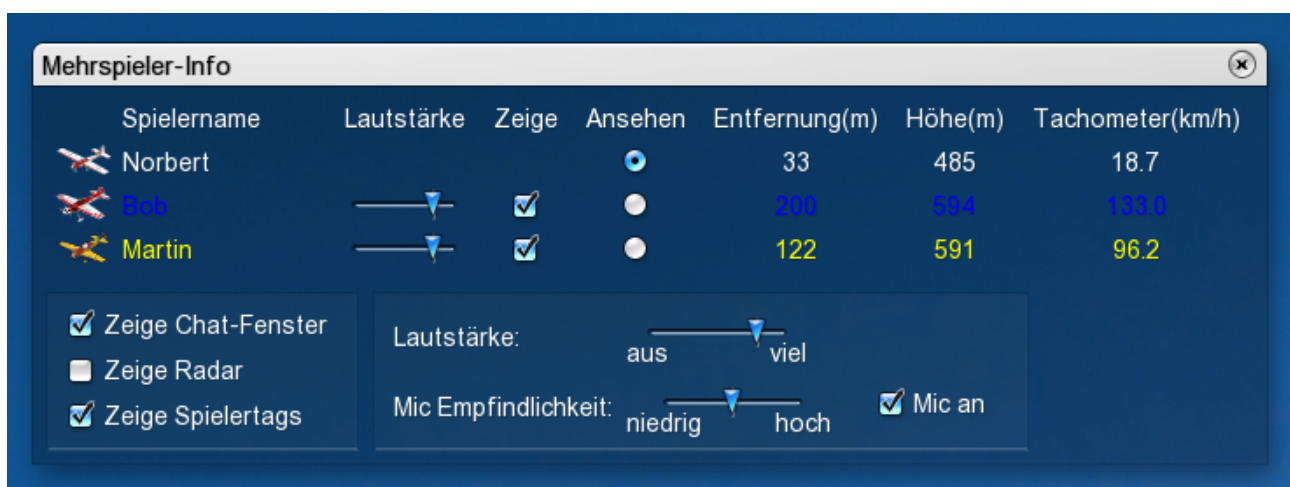 Mehrspieler-Info
Spielername Lautstärke Zeige Ansehen Entfernung(m) Höhe(m) Tachometer(km/h)
Norbert 33 485 18.7
Bob 200 594 133.0
Martin 122 591 96.2
Zeige Chat-Fenster
Zeige Radar
Zeige Spielertags
Lautstärke: aus viel
Mic Empfindlichkeit: niedrig hoch Mic an